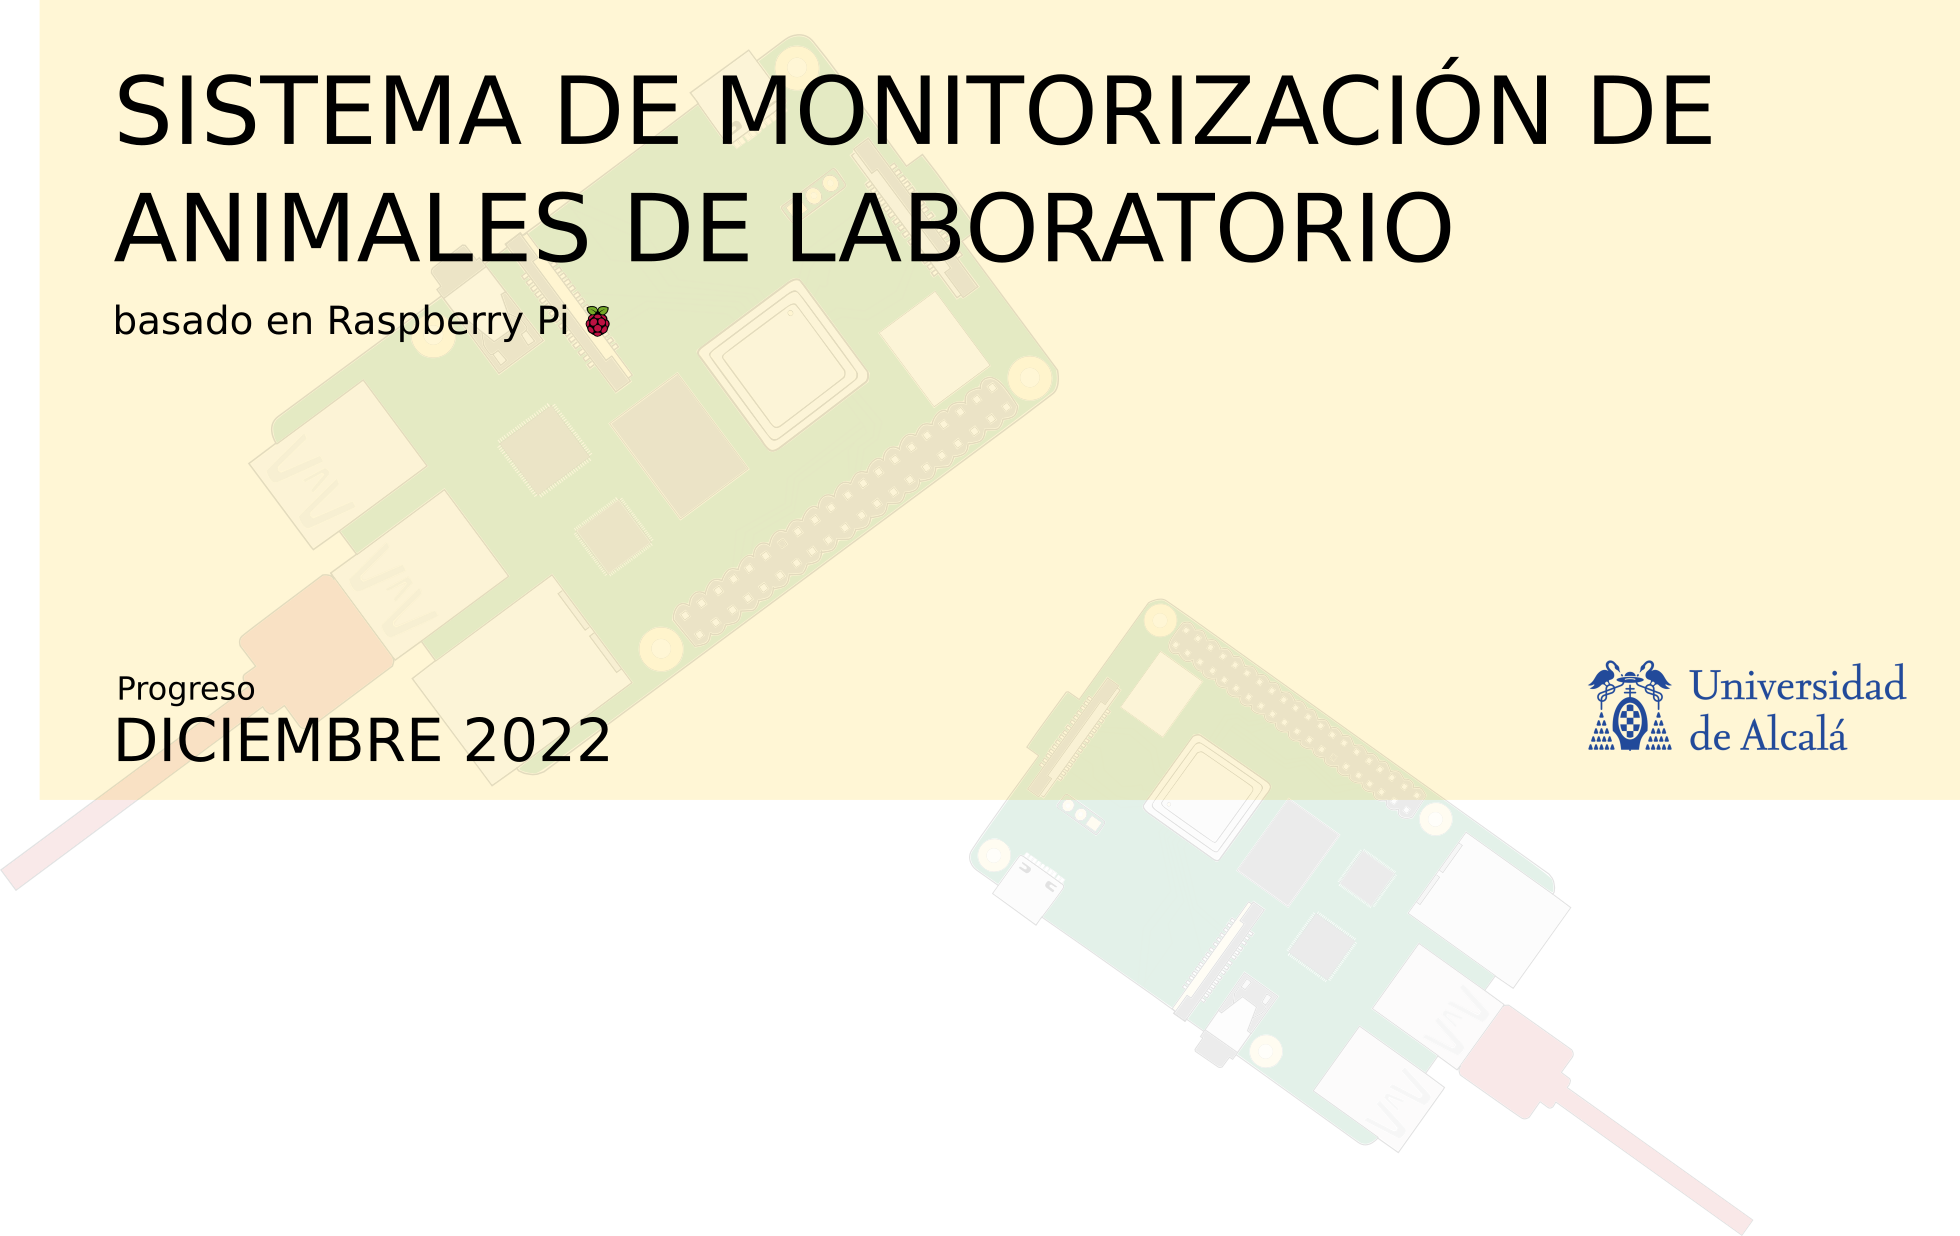 SISTEMA DE MONITORIZACIÓN DE
ANIMALES DE LABORATORIO
basado en Raspberry Pi
Progreso
DICIEMBRE 2022
Universidad
de Alcalá